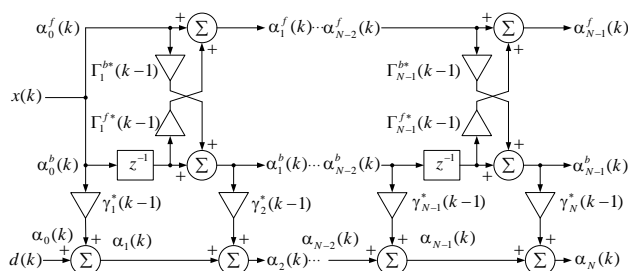 α_0^f(k) + Σ α_1^f(k)⋯α_{N−2}^f(k) + Σ α_{N−1}^f(k)
+ +
Γ_1^{b*}(k−1) Γ_{N−1}^{b*}(k−1)
x(k)
Γ_1^{f*}(k−1) Γ_{N−1}^{f*}(k−1)
+ +
α_0^b(k) z^{−1} + Σ α_1^b(k)⋯α_{N−2}^b(k) z^{−1} + Σ α_{N−1}^b(k)
γ_1^*(k−1) γ_2^*(k−1) γ_{N−1}^*(k−1) γ_N^*(k−1)
α_0(k) + α_1(k) + α_{N−2}(k) + α_{N−1}(k) +
d(k) + Σ + Σ α_2(k)⋯ + Σ + Σ α_N(k)